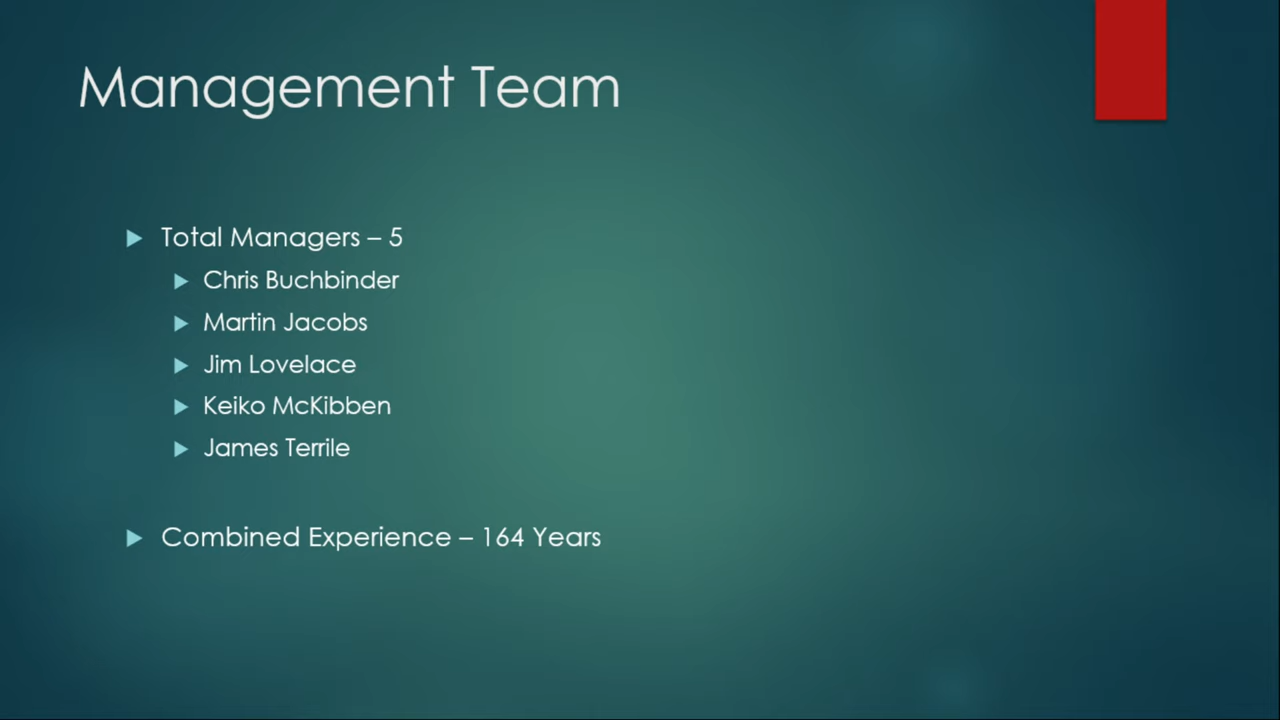 Management Team
Total Managers – 5
Chris Buchbinder
Martin Jacobs
Jim Lovelace
Keiko McKibben
James Terrile
Combined Experience – 164 Years